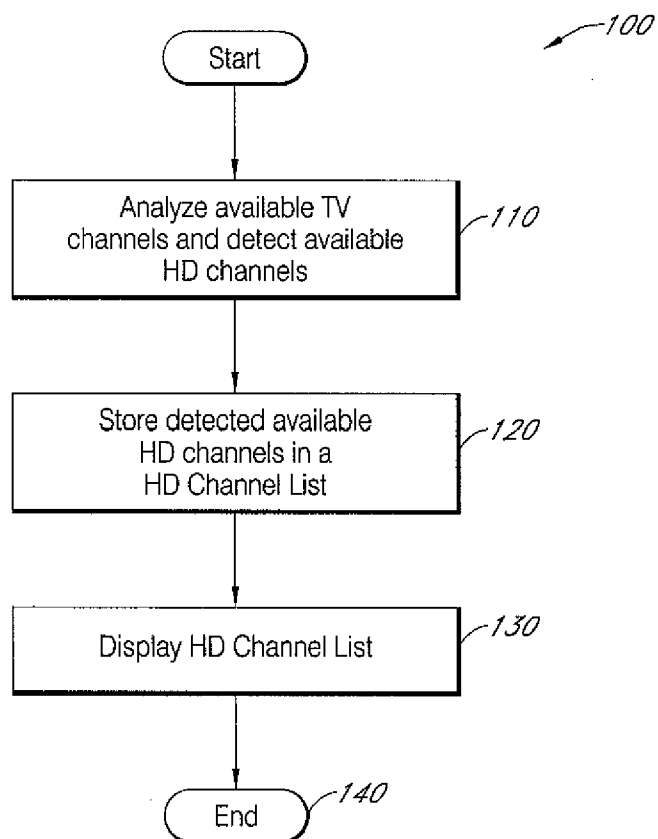 100
Start
Analyze available TV
channels and detect available
HD channels
110
Store detected available
HD channels in a
HD Channel List
120
Display HD Channel List
130
End
140